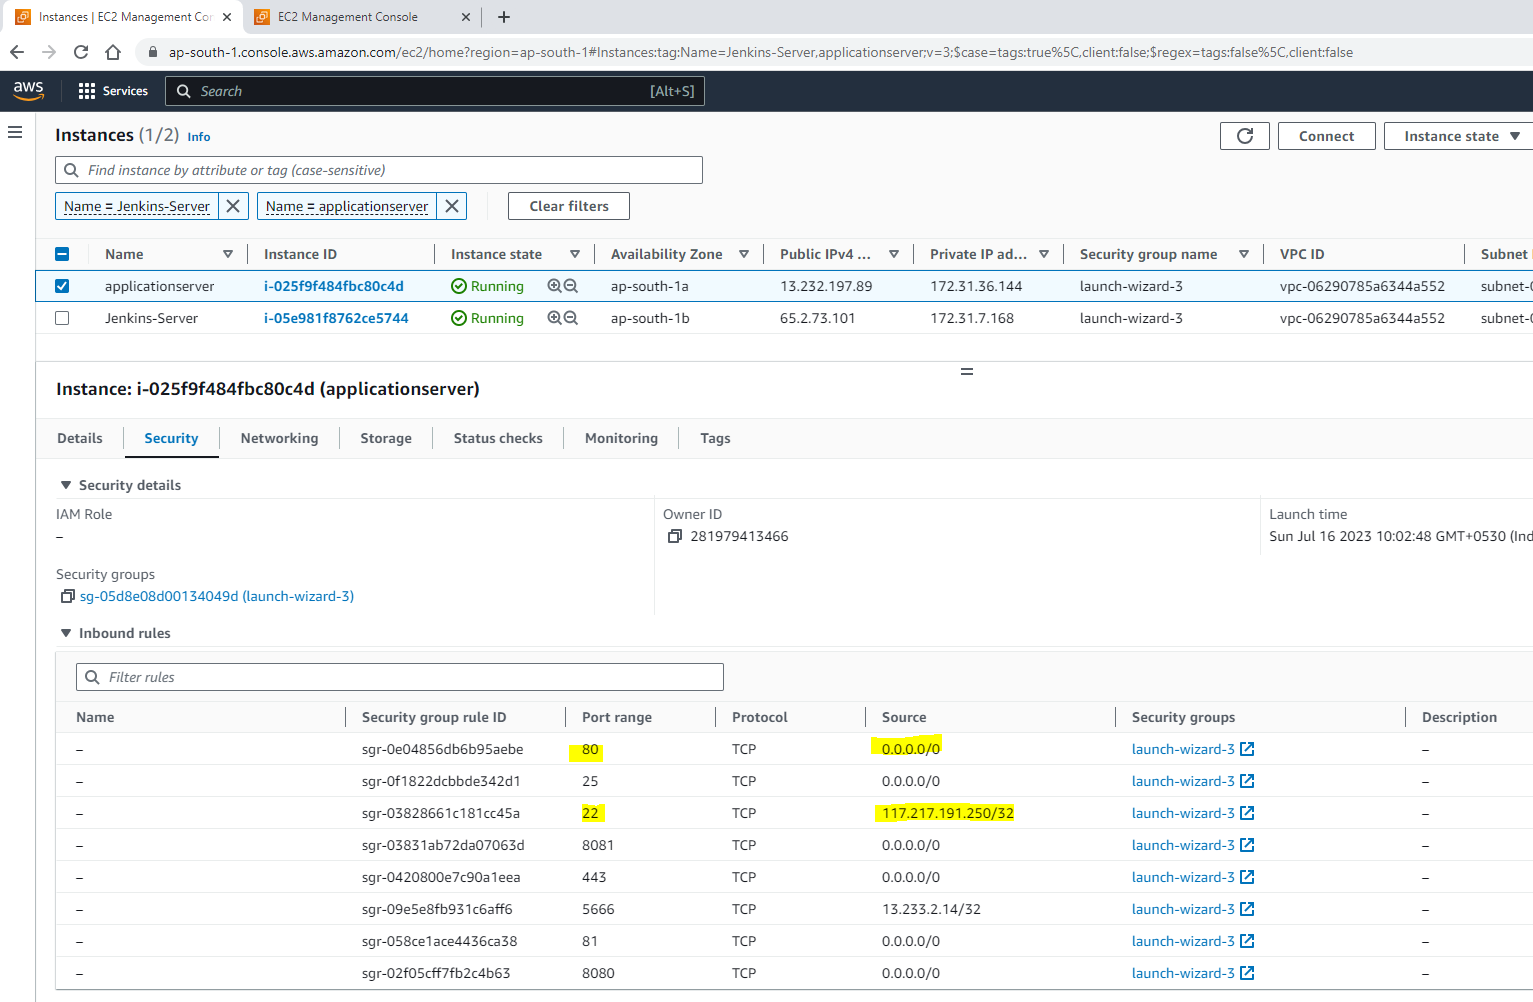 Instances | EC2 Management Con
EC2 Management Console
ap-south-1.console.aws.amazon.com/ec2/home?region=ap-south-1#Instances:tag:Name=Jenkins-Server,applicationserver;v=3;$case=tags:true%5C,client:false;$regex=tags:false%5C,client:false
aws Services Search [Alt+S]
Instances (1/2) Info Connect Instance state
Find instance by attribute or tag (case-sensitive)
Name = Jenkins-Server Name = applicationserver Clear filters
Name Instance ID Instance state Availability Zone Public IPv4 ... Private IP ad... Security group name VPC ID Subnet
applicationserver i-025f9f484fbc80c4d Running ap-south-1a 13.232.197.89 172.31.36.144 launch-wizard-3 vpc-06290785a6344a552 subnet-0
Jenkins-Server i-05e981f8762ce5744 Running ap-south-1b 65.2.73.101 172.31.7.168 launch-wizard-3 vpc-06290785a6344a552 subnet-0
Instance: i-025f9f484fbc80c4d (applicationserver)
Details Security Networking Storage Status checks Monitoring Tags
Security details
IAM Role Owner ID Launch time
– 281979413466 Sun Jul 16 2023 10:02:48 GMT+0530 (Ind
Security groups
sg-05d8e08d00134049d (launch-wizard-3)
Inbound rules
Filter rules
Name Security group rule ID Port range Protocol Source Security groups Description
– sgr-0e04856db6b95aebe 80 TCP 0.0.0.0/0 launch-wizard-3 –
– sgr-0f1822dcbbde342d1 25 TCP 0.0.0.0/0 launch-wizard-3 –
– sgr-03828661c181cc45a 22 TCP 117.217.191.250/32 launch-wizard-3 –
– sgr-03831ab72da07063d 8081 TCP 0.0.0.0/0 launch-wizard-3 –
– sgr-0420800e7c90a1eea 443 TCP 0.0.0.0/0 launch-wizard-3 –
– sgr-09e5e8fb931c6aff6 5666 TCP 13.233.2.14/32 launch-wizard-3 –
– sgr-058ce1ace4436ca38 81 TCP 0.0.0.0/0 launch-wizard-3 –
– sgr-02f05cff7fb2c4b63 8080 TCP 0.0.0.0/0 launch-wizard-3 –